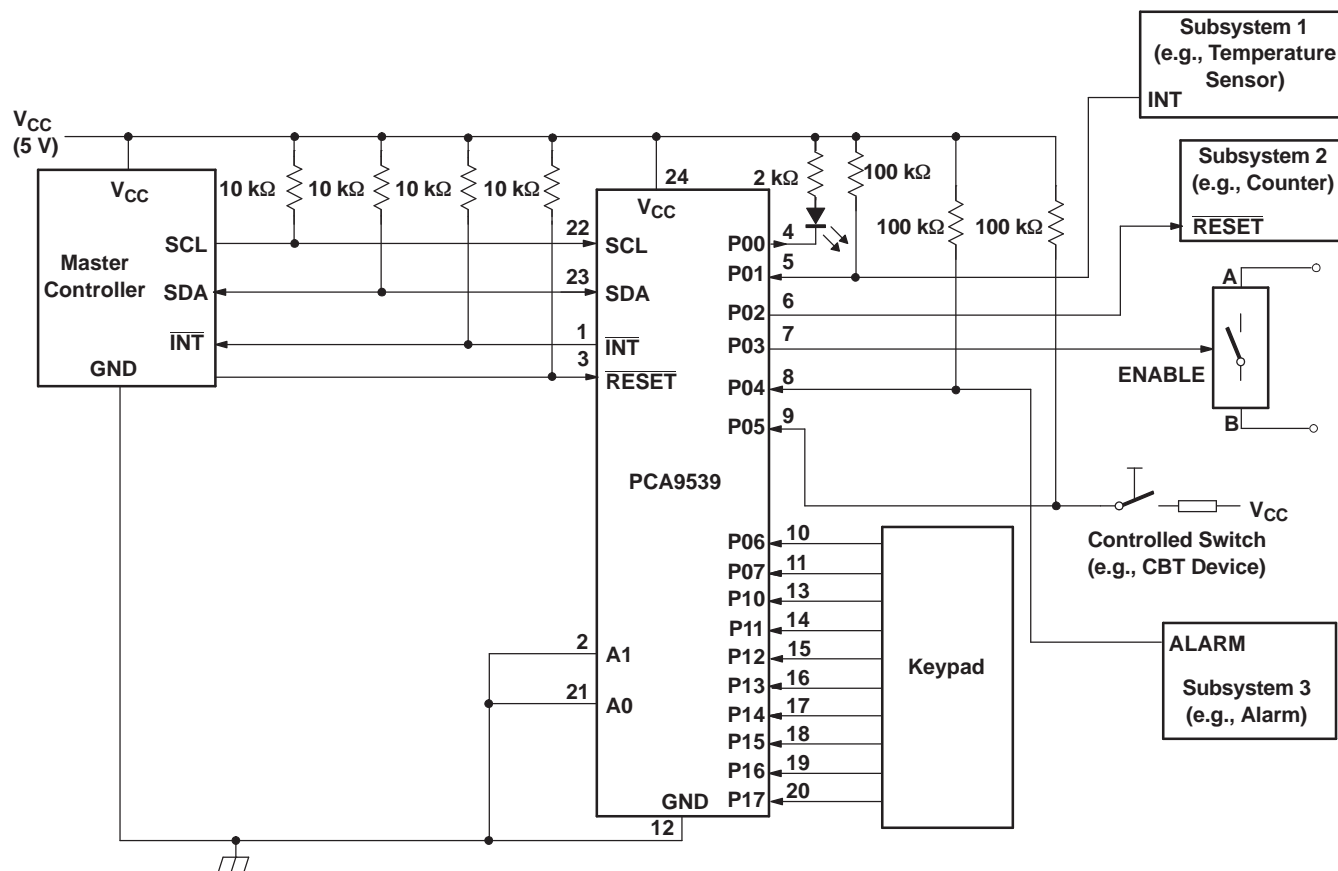 Subsystem 1
(e.g., Temperature
Sensor)
INT
VCC
(5 V)
VCC
Master
Controller
SCL
SDA
INT
GND
10 kΩ
10 kΩ
10 kΩ
10 kΩ
22
23
1
3
24
VCC
SCL
SDA
INT
RESET
PCA9539
2
A1
21
A0
GND
12
2 kΩ
100 kΩ
100 kΩ
100 kΩ
P00
4
P01
5
P02
6
P03
7
P04
8
P05
9
P06
10
P07
11
P10
13
P11
14
P12
15
P13
16
P14
17
P15
18
P16
19
P17
20
Keypad
Subsystem 2
(e.g., Counter)
RESET
A
ENABLE
B
VCC
Controlled Switch
(e.g., CBT Device)
ALARM
Subsystem 3
(e.g., Alarm)